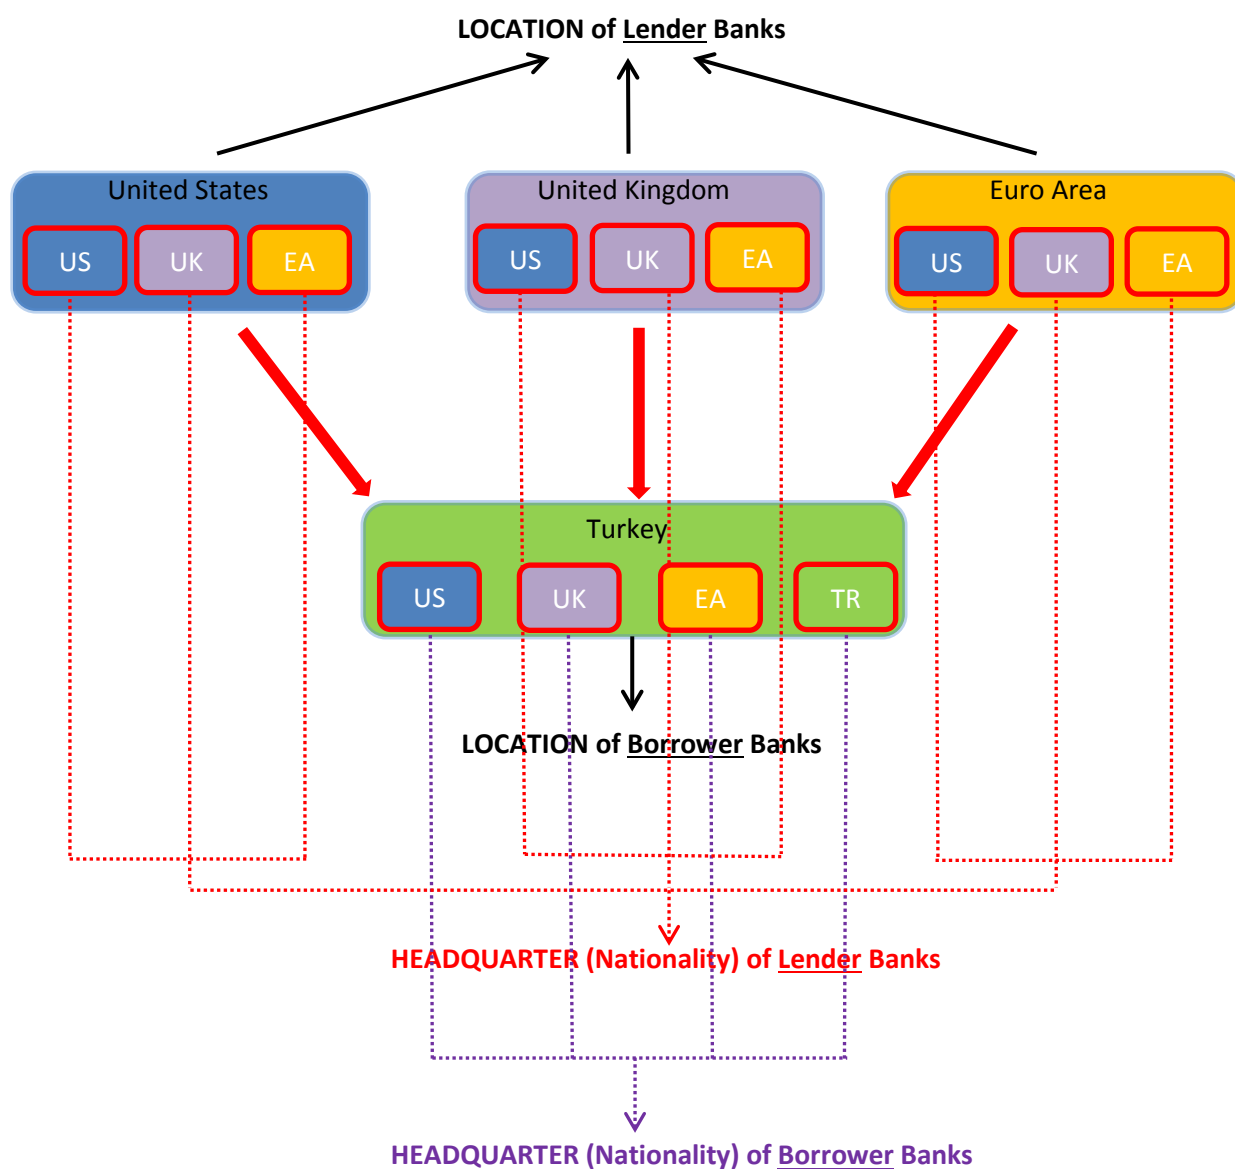 LOCATION of Lender Banks
United States
United Kingdom
Euro Area
US UK EA
US UK EA
US UK EA
Turkey
US UK EA TR
LOCATION of Borrower Banks
HEADQUARTER (Nationality) of Lender Banks
HEADQUARTER (Nationality) of Borrower Banks